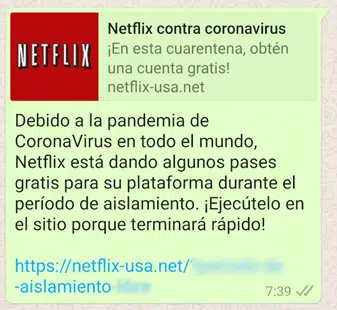 NETFLIX
Netflix contra coronavirus
¡En esta cuarentena, obtén
una cuenta gratis!
netflix-usa.net
Debido a la pandemia de
CoronaVirus en todo el mundo,
Netflix está dando algunos pases
gratis para su plataforma durante el
período de aislamiento. ¡Ejecútelo en
el sitio porque terminará rápido!
https://netflix-usa.net/
-aislamiento
7:39